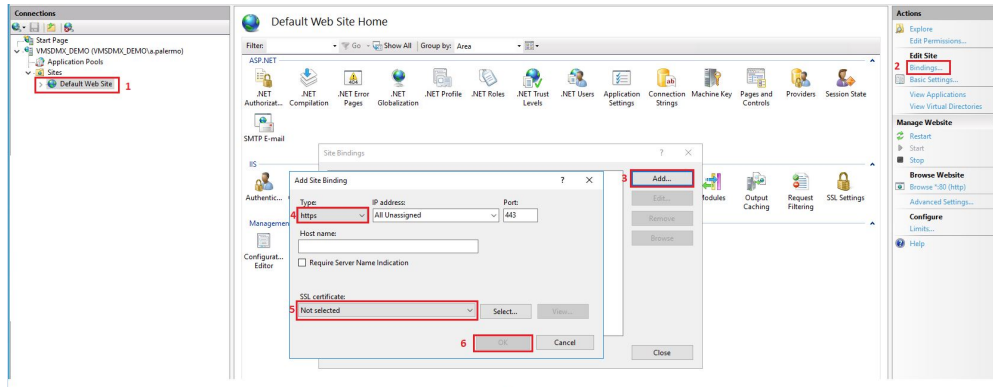 Connections
Start Page
VMSDMX_DEMO (VMSDMX_DEMO\a.palermo)
Application Pools
Sites
Default Web Site 1
Default Web Site Home
Filter: Go Show All Group by: Area
ASP.NET
.NET Authorizat...
.NET Compilation
.NET Error Pages
.NET Globalization
.NET Profile
.NET Roles
.NET Trust Levels
.NET Users
Application Settings
Connection Strings
Machine Key
Pages and Controls
Providers
Session State
SMTP E-mail
IIS
Authentic...
Modules
Output Caching
Request Filtering
SSL Settings
Managemen
Configurat... Editor
Site Bindings ? ×
3 Add...
Edit...
Remove
Browse
Close
Add Site Binding ? ×
Type: IP address: Port:
4 https All Unassigned 443
Host name:
Require Server Name Indication
SSL certificate:
5 Not selected Select... View...
6 OK Cancel
Actions
Explore
Edit Permissions...
Edit Site
2 Bindings...
Basic Settings...
View Applications
View Virtual Directories
Manage Website
Restart
Start
Stop
Browse Website
Browse *:80 (http)
Advanced Settings...
Configure
Limits...
Help